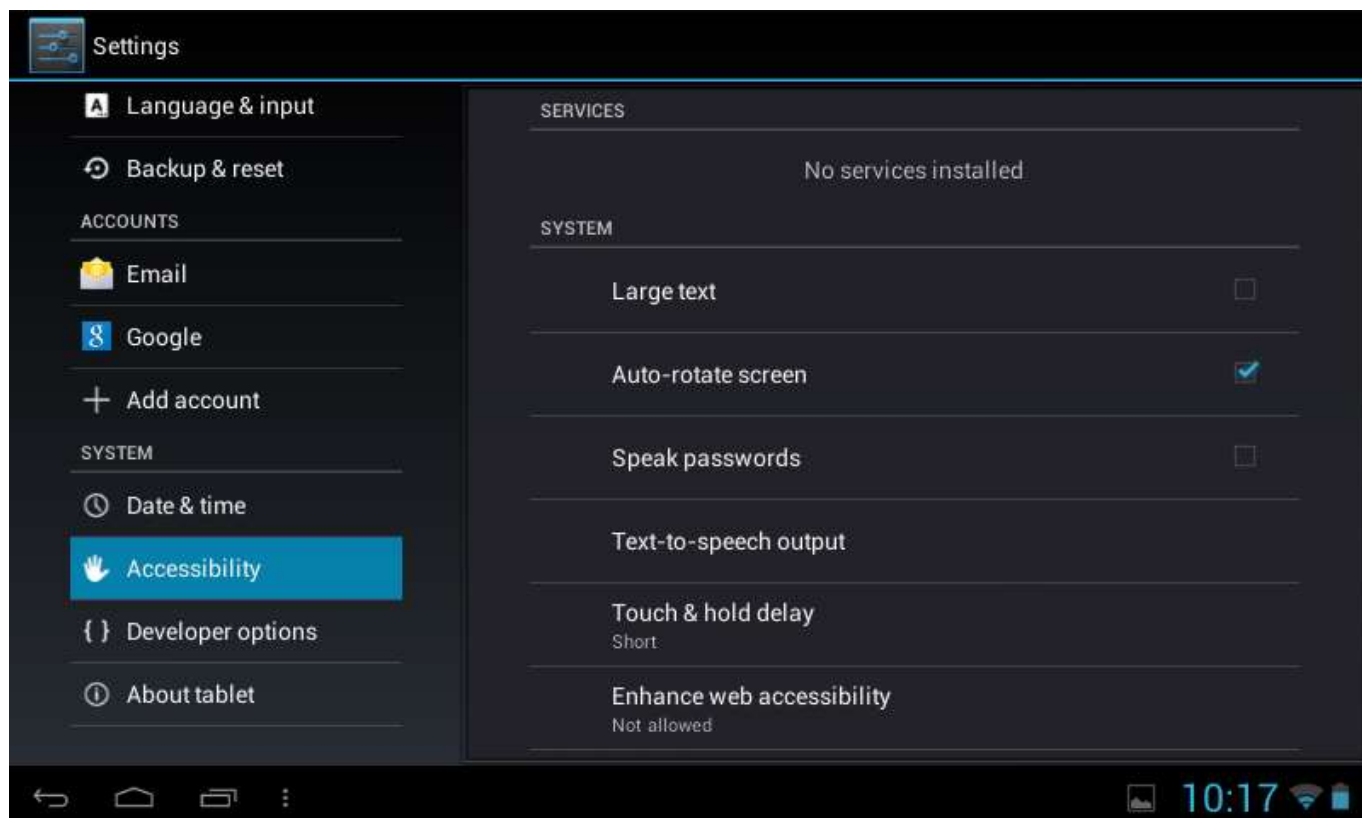 Settings
Language & input
Backup & reset
ACCOUNTS
Email
Google
Add account
SYSTEM
Date & time
Accessibility
{ } Developer options
About tablet
SERVICES
No services installed
SYSTEM
Large text
Auto-rotate screen
Speak passwords
Text-to-speech output
Touch & hold delay
Short
Enhance web accessibility
Not allowed
10:17